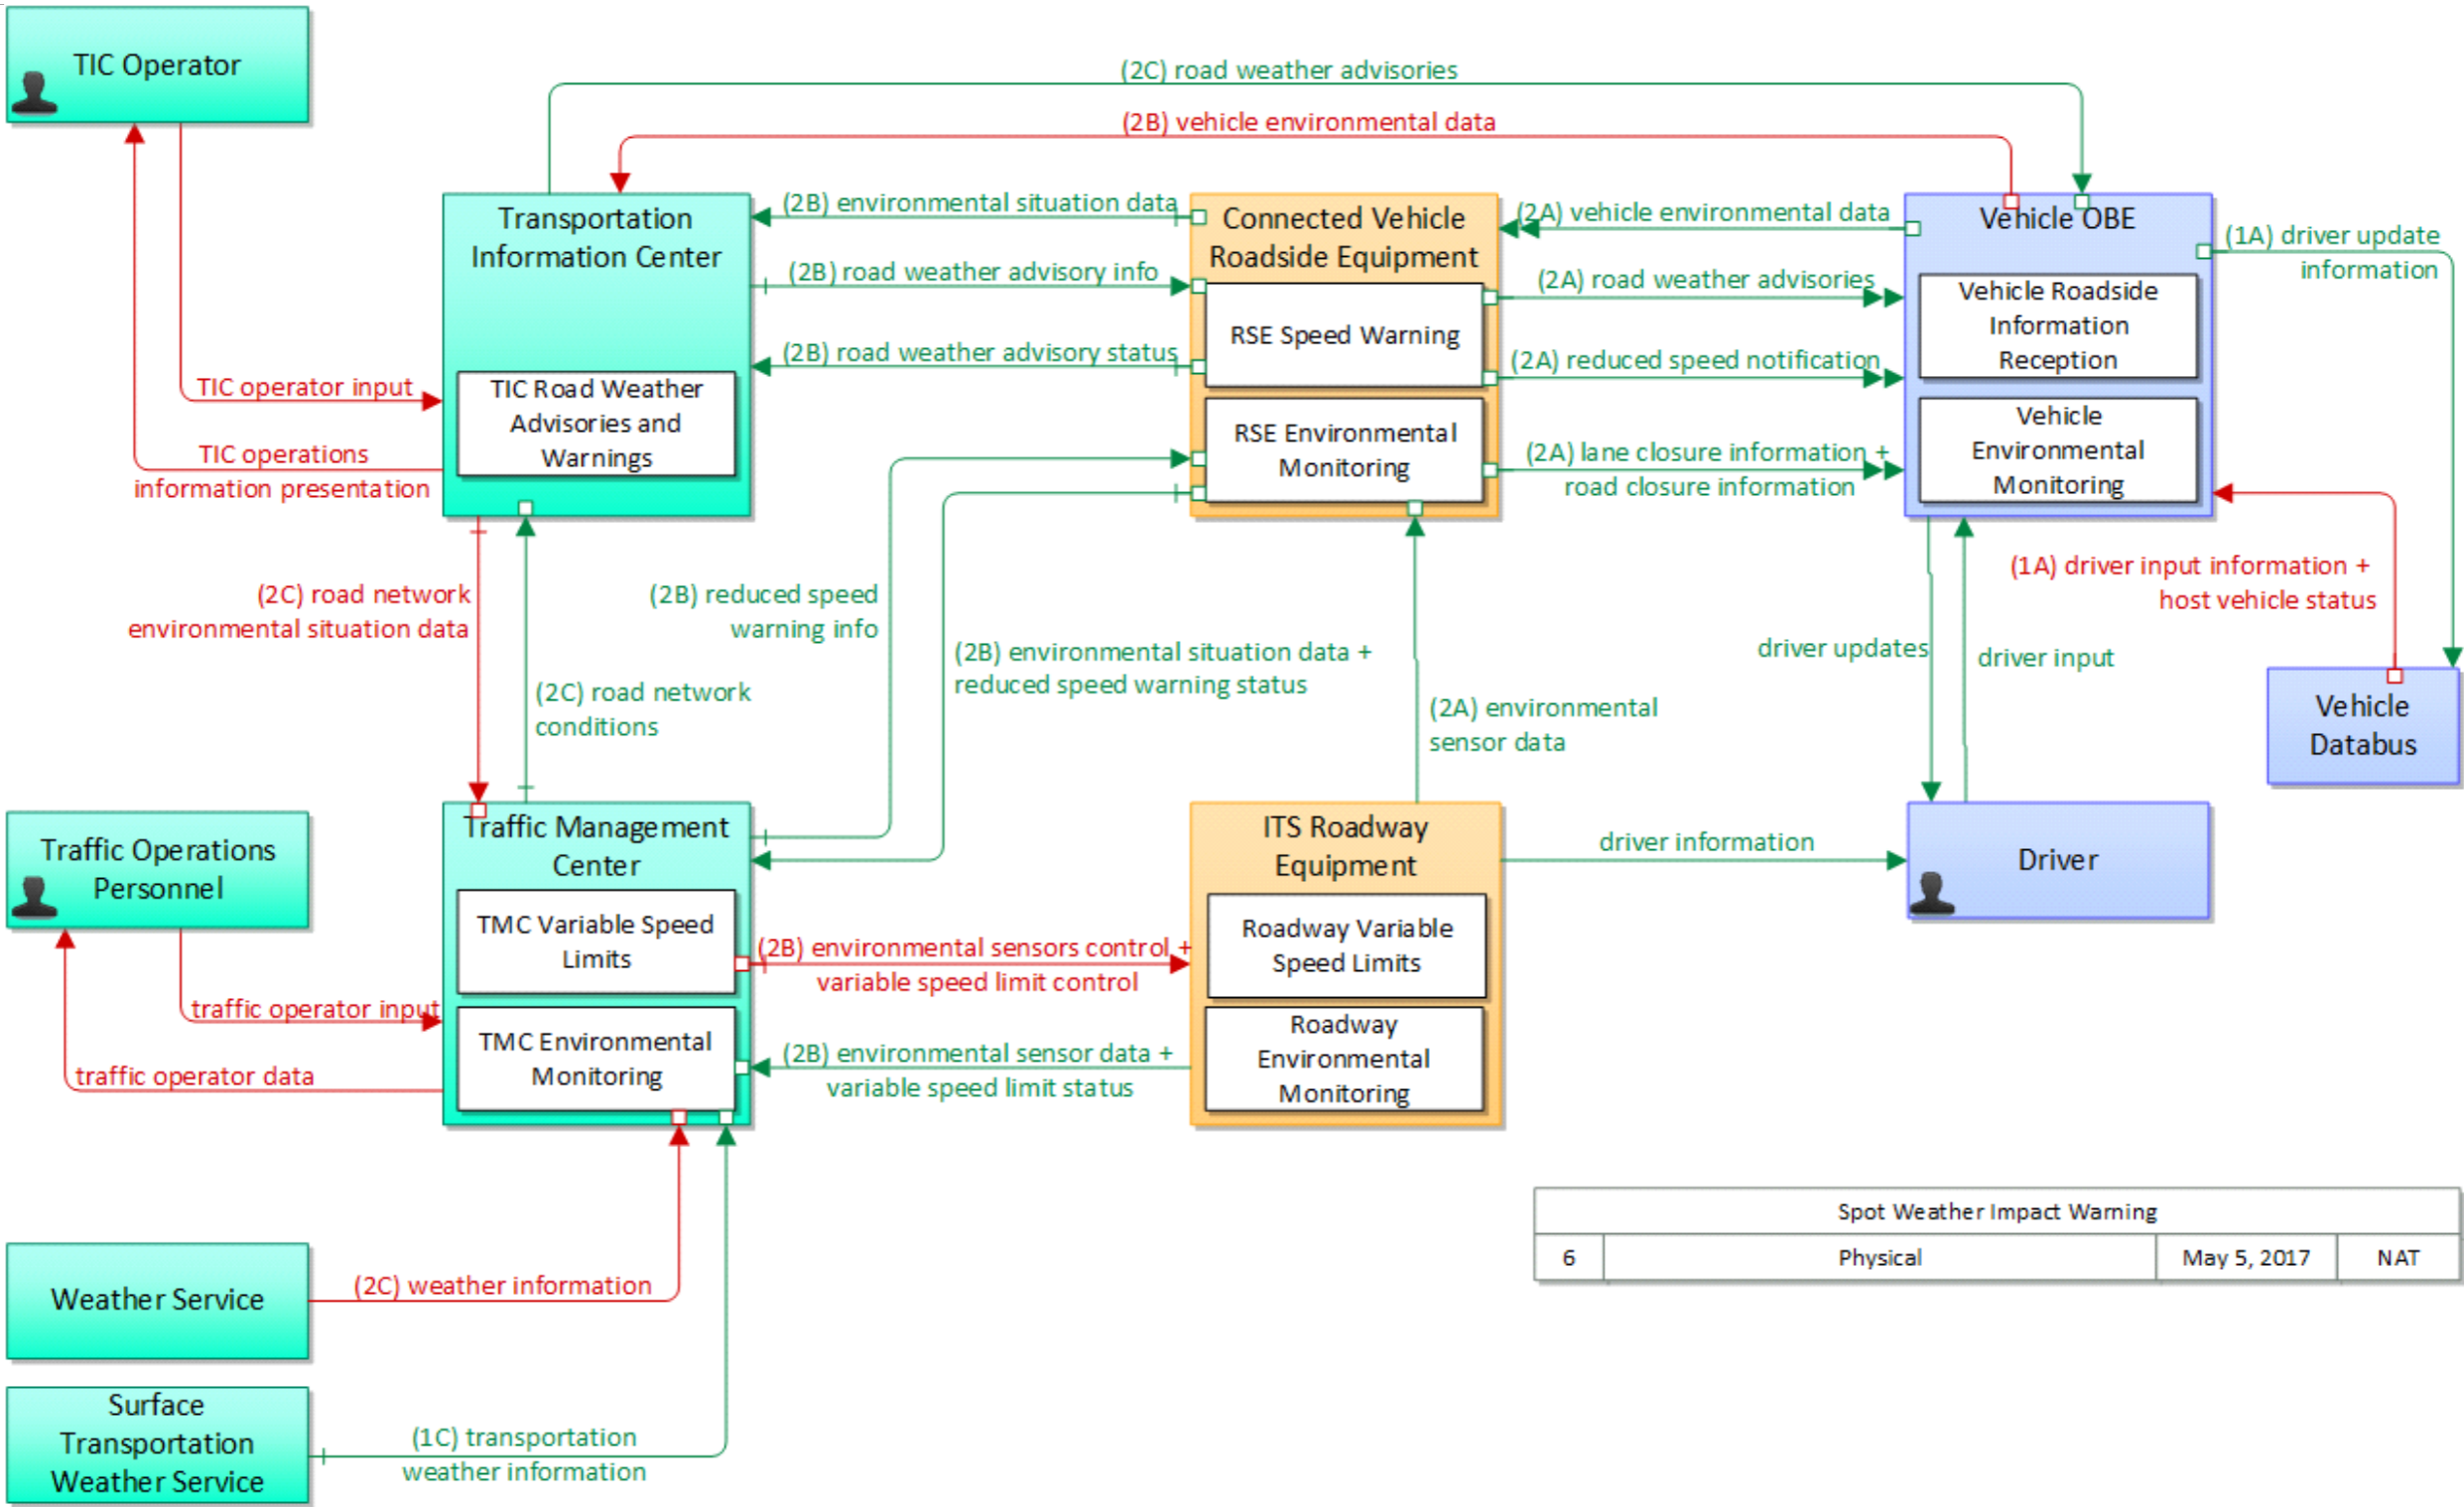 TIC Operator
(2C) road weather advisories
(2B) vehicle environmental data
Transportation
Information Center
(2B) environmental situation data
Connected Vehicle
Roadside Equipment
(2A) vehicle environmental data
Vehicle OBE
(1A) driver update
information
(2B) road weather advisory info
(2A) road weather advisories
Vehicle Roadside
Information
Reception
RSE Speed Warning
(2B) road weather advisory status
(2A) reduced speed notification
TIC operator input
TIC Road Weather
Advisories and
Warnings
RSE Environmental
Monitoring
Vehicle
Environmental
Monitoring
(2A) lane closure information +
road closure information
TIC operations
information presentation
(2C) road network
environmental situation data
(2B) reduced speed
warning info
(2B) environmental situation data +
reduced speed warning status
(1A) driver input information +
host vehicle status
driver updates
driver input
(2C) road network
conditions
(2A) environmental
sensor data
Vehicle
Databus
Traffic Operations
Personnel
Traffic Management
Center
ITS Roadway
Equipment
driver information
Driver
TMC Variable Speed
Limits
(2B) environmental sensors control +
variable speed limit control
Roadway Variable
Speed Limits
traffic operator input
TMC Environmental
Monitoring
(2B) environmental sensor data +
variable speed limit status
Roadway
Environmental
Monitoring
traffic operator data
Spot Weather Impact Warning
6 Physical May 5, 2017 NAT
Weather Service
(2C) weather information
Surface
Transportation
Weather Service
(1C) transportation
weather information